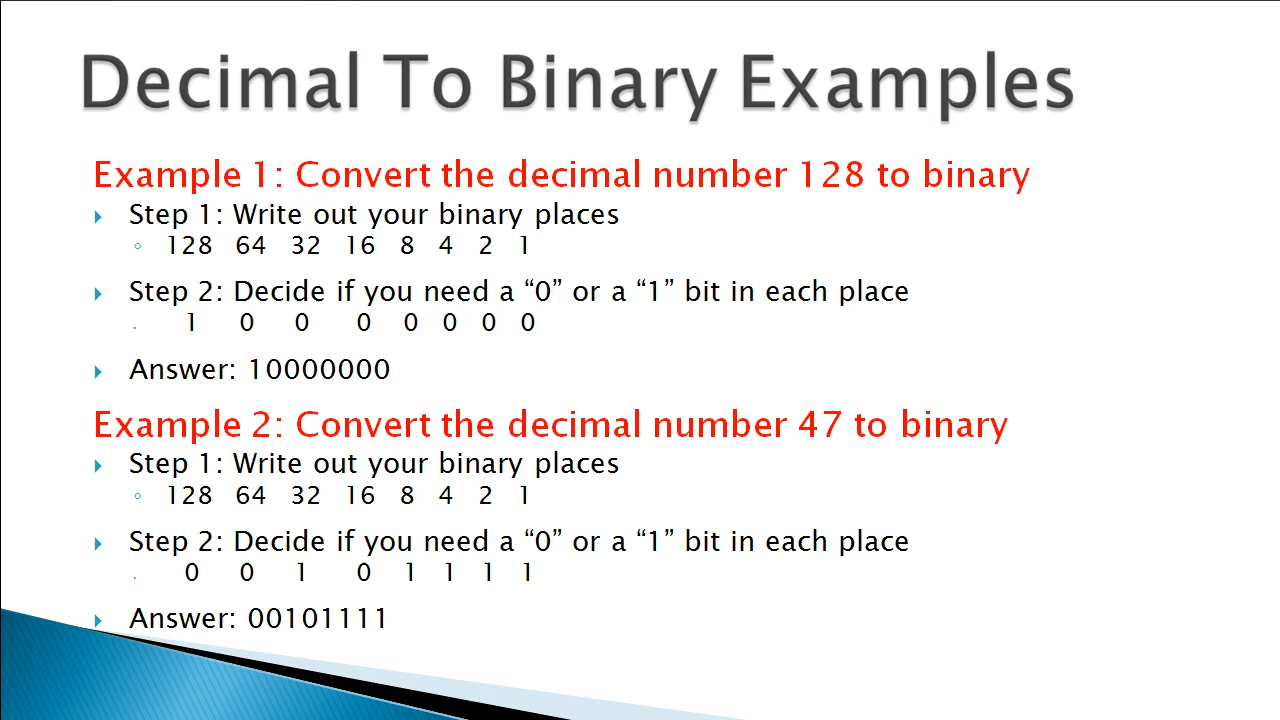 Decimal To Binary Examples
Example 1: Convert the decimal number 128 to binary
Step 1: Write out your binary places
128 64 32 16 8 4 2 1
Step 2: Decide if you need a “0” or a “1” bit in each place
1 0 0 0 0 0 0 0
Answer: 10000000
Example 2: Convert the decimal number 47 to binary
Step 1: Write out your binary places
128 64 32 16 8 4 2 1
Step 2: Decide if you need a “0” or a “1” bit in each place
0 0 1 0 1 1 1 1
Answer: 00101111